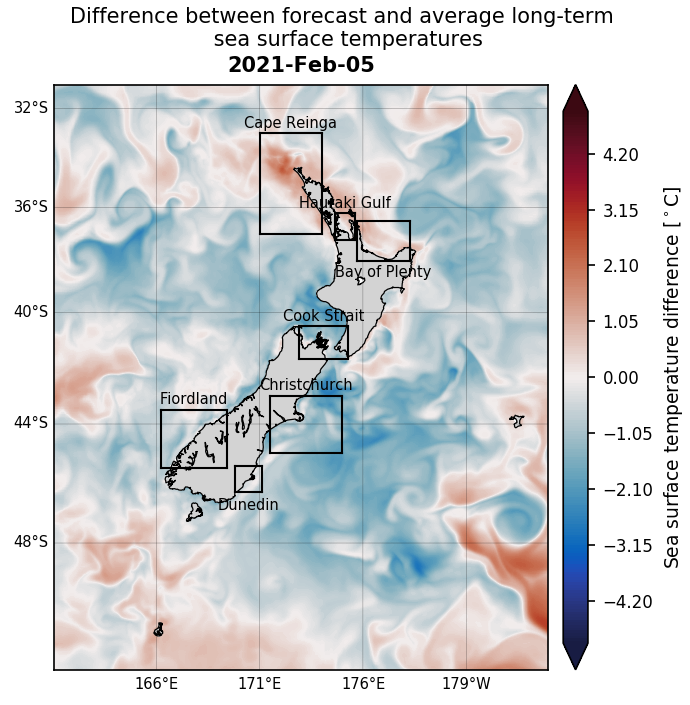 Difference between forecast and average long-term
sea surface temperatures
2021-Feb-05
32°S
36°S
40°S
44°S
48°S
Cape Reinga
Hauraki Gulf
Bay of Plenty
Cook Strait
Christchurch
Fiordland
Dunedin
166°E
171°E
176°E
179°W
4.20
3.15
2.10
1.05
0.00
−1.05
−2.10
−3.15
−4.20
Sea surface temperature difference [°C]